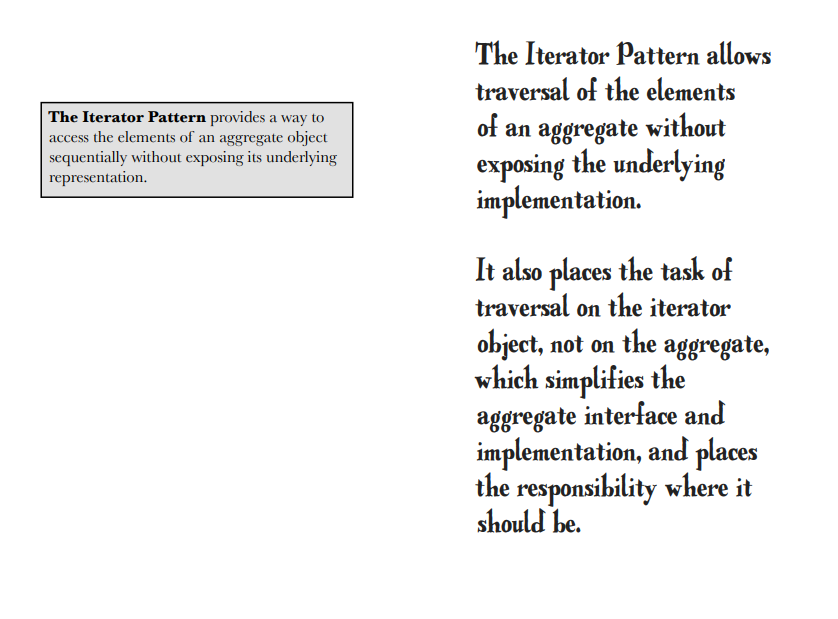 The Iterator Pattern provides a way to
access the elements of an aggregate object
sequentially without exposing its underlying
representation.
The Iterator Pattern allows
traversal of the elements
of an aggregate without
exposing the underlying
implementation.
It also places the task of
traversal on the iterator
object, not on the aggregate,
which simplifies the
aggregate interface and
implementation, and places
the responsibility where it
should be.